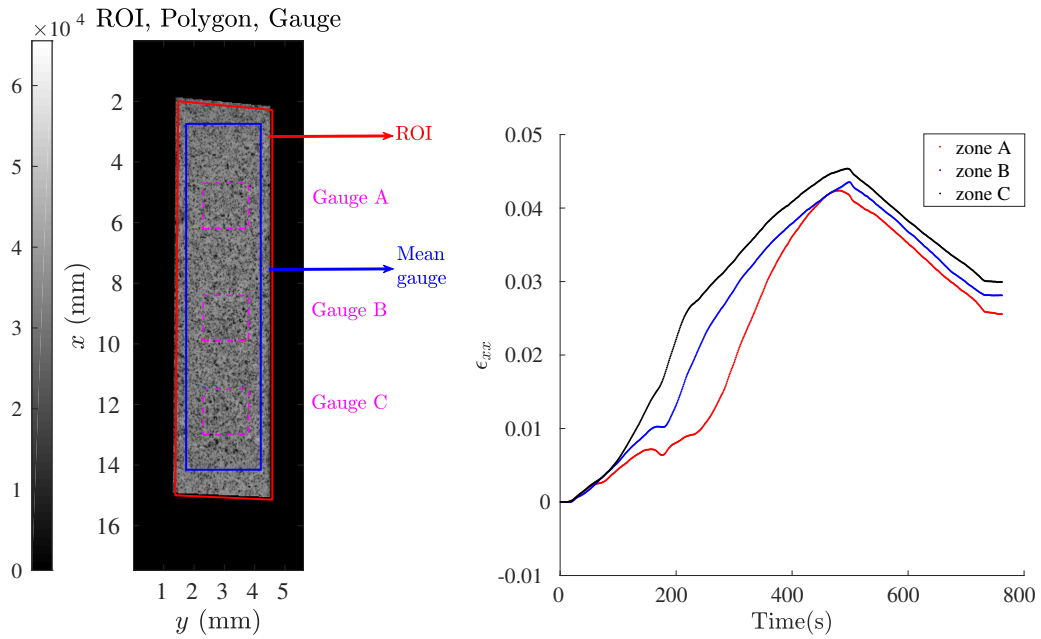 ×10⁴
ROI, Polygon, Gauge
6
5
4
3
2
1
0
2
4
6
8
10
12
14
16
x (mm)
1 2 3 4 5
y (mm)
ROI
Gauge A
Mean
gauge
Gauge B
Gauge C
0.05
0.04
0.03
0.02
0.01
0
-0.01
ϵxx
0 200 400 600 800
Time(s)
zone A
zone B
zone C